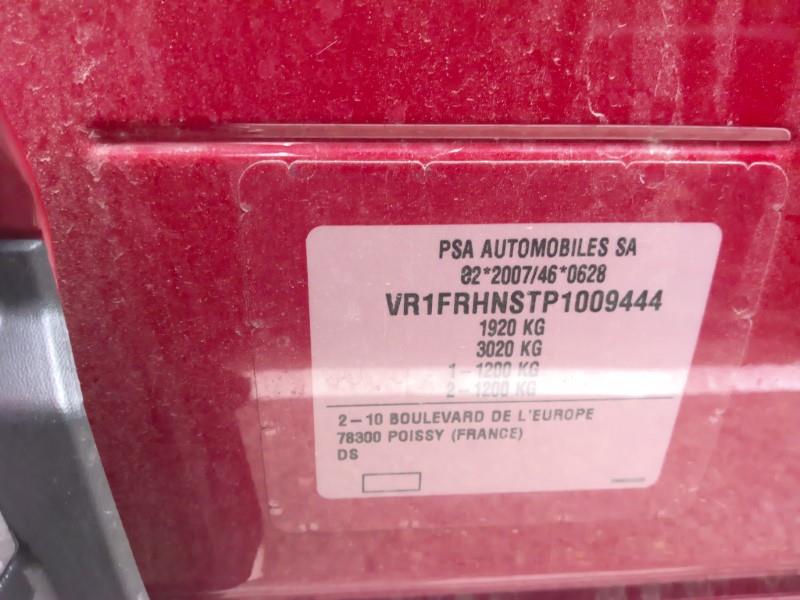 PSA AUTOMOBILES SA
02*2007/46*0628
VR1FRHNSTP1009444
1920 KG
3020 KG
1 - 1200 KG
2 - 1200 KG
2 - 10 BOULEVARD DE L'EUROPE
78300 POISSY (FRANCE)
DS